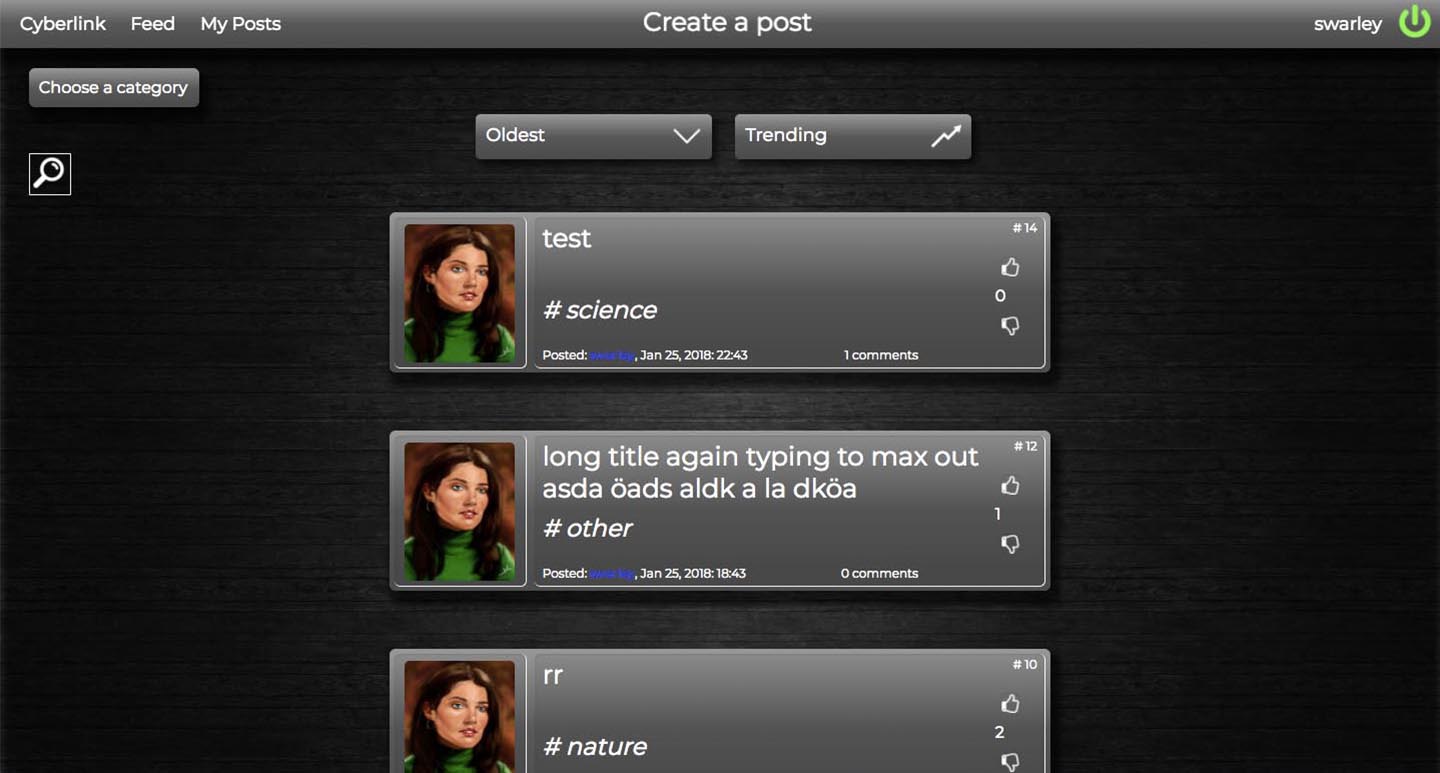 Cyberlink Feed My Posts Create a post swarley
Choose a category
Oldest Trending
test #14
0
# science
Posted: swarley, Jan 25, 2018: 22:43 1 comments
long title again typing to max out #12
asda öads aldk a la dköa
1
# other
Posted: swarley, Jan 25, 2018: 18:43 0 comments
rr #10
2
# nature